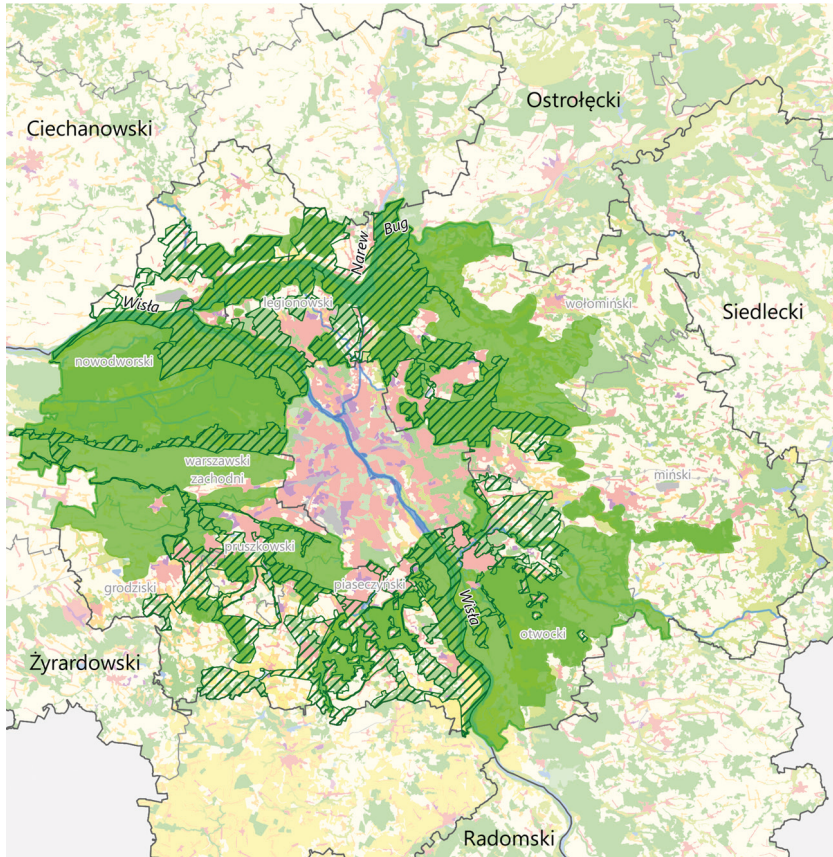 Ostrołęcki
Ciechanowski
Bug
Narew
Wisła
legionowski
wołomiński
Siedlecki
nowodworski
warszawski
zachodni
miński
pruszkowski
grodziski
piaseczyński
Wisła
otwocki
Żyrardowski
Radomski